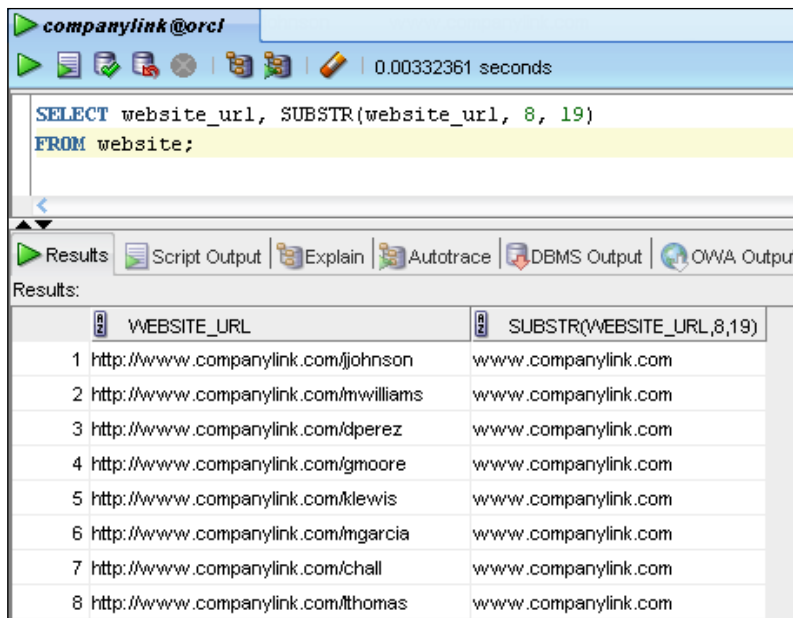 companylink@orcl
0.00332361 seconds
SELECT website_url, SUBSTR(website_url, 8, 19)
FROM website;
Results Script Output Explain Autotrace DBMS Output OWA Output
Results:
WEBSITE_URL SUBSTR(WEBSITE_URL,8,19)
1 http://www.companylink.com/jjohnson www.companylink.com
2 http://www.companylink.com/mwilliams www.companylink.com
3 http://www.companylink.com/dperez www.companylink.com
4 http://www.companylink.com/gmoore www.companylink.com
5 http://www.companylink.com/klewis www.companylink.com
6 http://www.companylink.com/mgarcia www.companylink.com
7 http://www.companylink.com/chall www.companylink.com
8 http://www.companylink.com/tthomas www.companylink.com